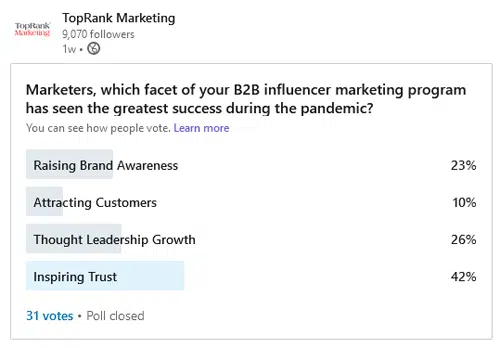 TopRank
Marketing
TopRank Marketing
9,070 followers
1w •
Marketers, which facet of your B2B influencer marketing program
has seen the greatest success during the pandemic?
You can see how people vote. Learn more
Raising Brand Awareness 23%
Attracting Customers 10%
Thought Leadership Growth 26%
Inspiring Trust 42%
31 votes • Poll closed